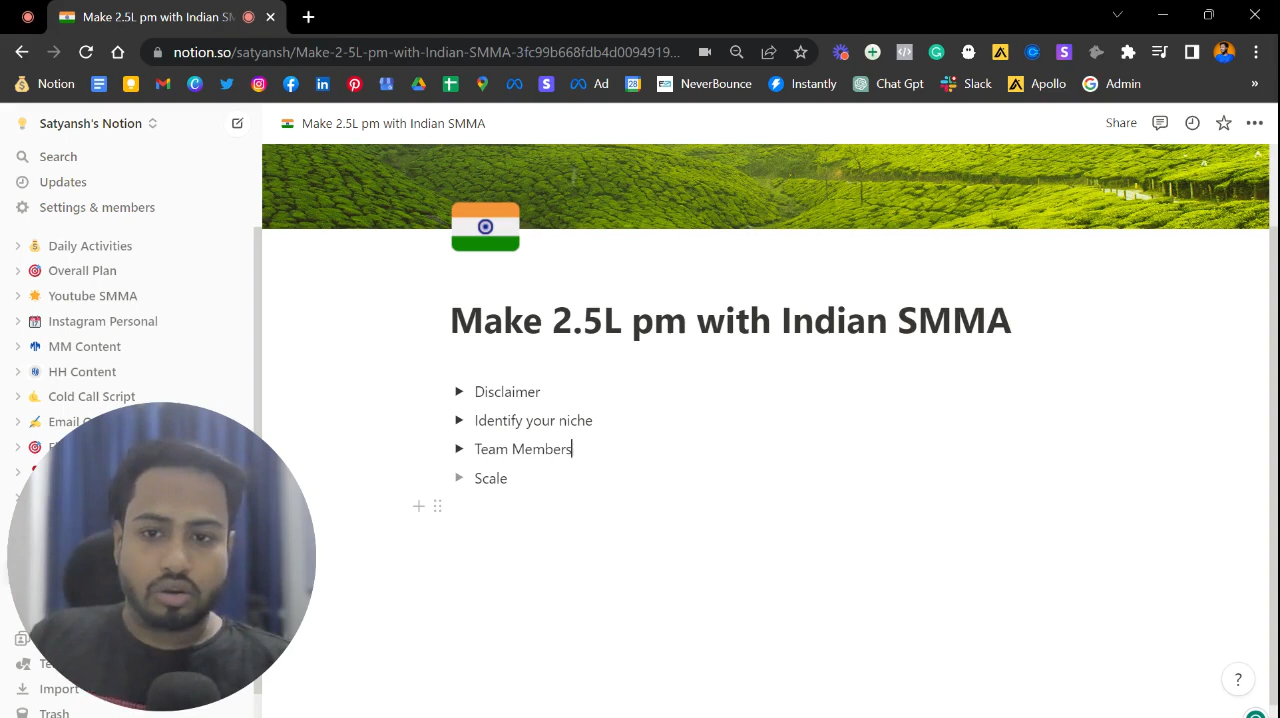 Make 2.5L pm with Indian SM
notion.so/satyansh/Make-2-5L-pm-with-Indian-SMMA-3fc99b668fdb4d0094919...
Notion
Ad
28
NeverBounce
Instantly
Chat Gpt
Slack
Apollo
Admin
»
Satyansh's Notion
Make 2.5L pm with Indian SMMA
Share
Search
Updates
Settings & members
Daily Activities
Overall Plan
Youtube SMMA
Instagram Personal
MM Content
HH Content
Cold Call Script
Email
Import
Trash
Make 2.5L pm with Indian SMMA
Disclaimer
Identify your niche
Team Members
Scale
?